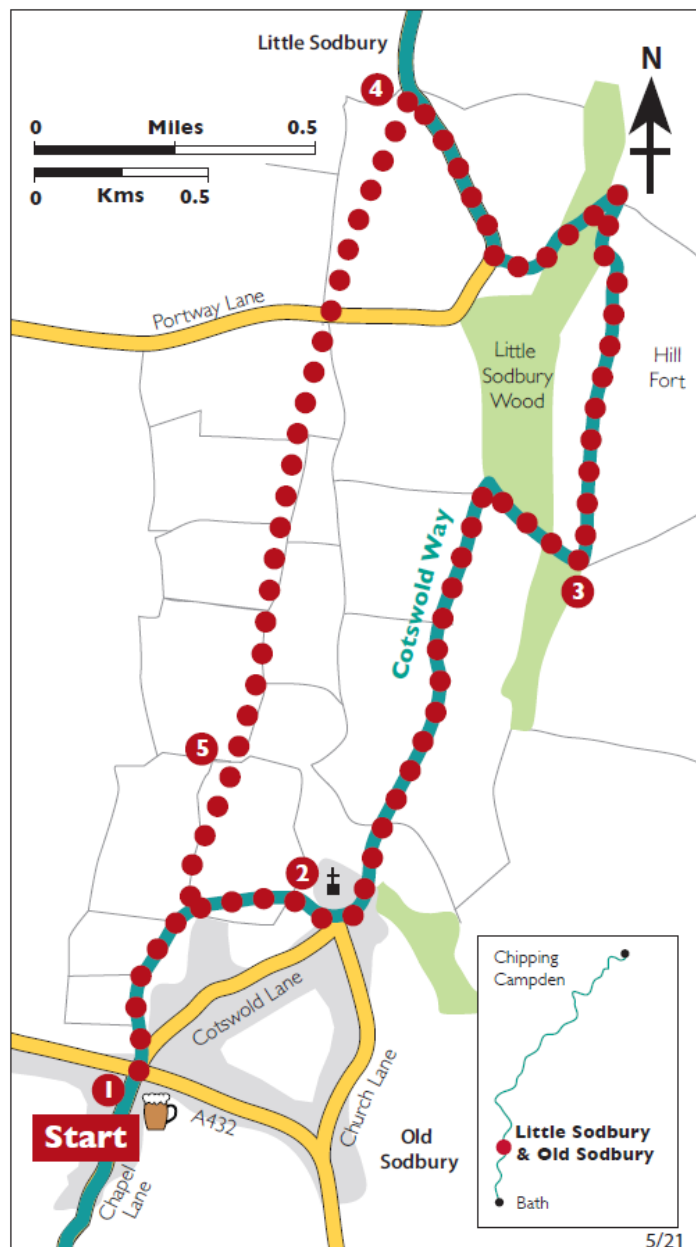 Little Sodbury
4
N
0 Miles 0.5
0 Kms 0.5
Portway Lane
Little
Sodbury
Wood
Hill
Fort
Cotswold Way
3
5
2
Cotswold Lane
Church Lane
1
Start
A432
Chapel
Lane
Old
Sodbury
Chipping
Campden
Little Sodbury
& Old Sodbury
Bath
5/21